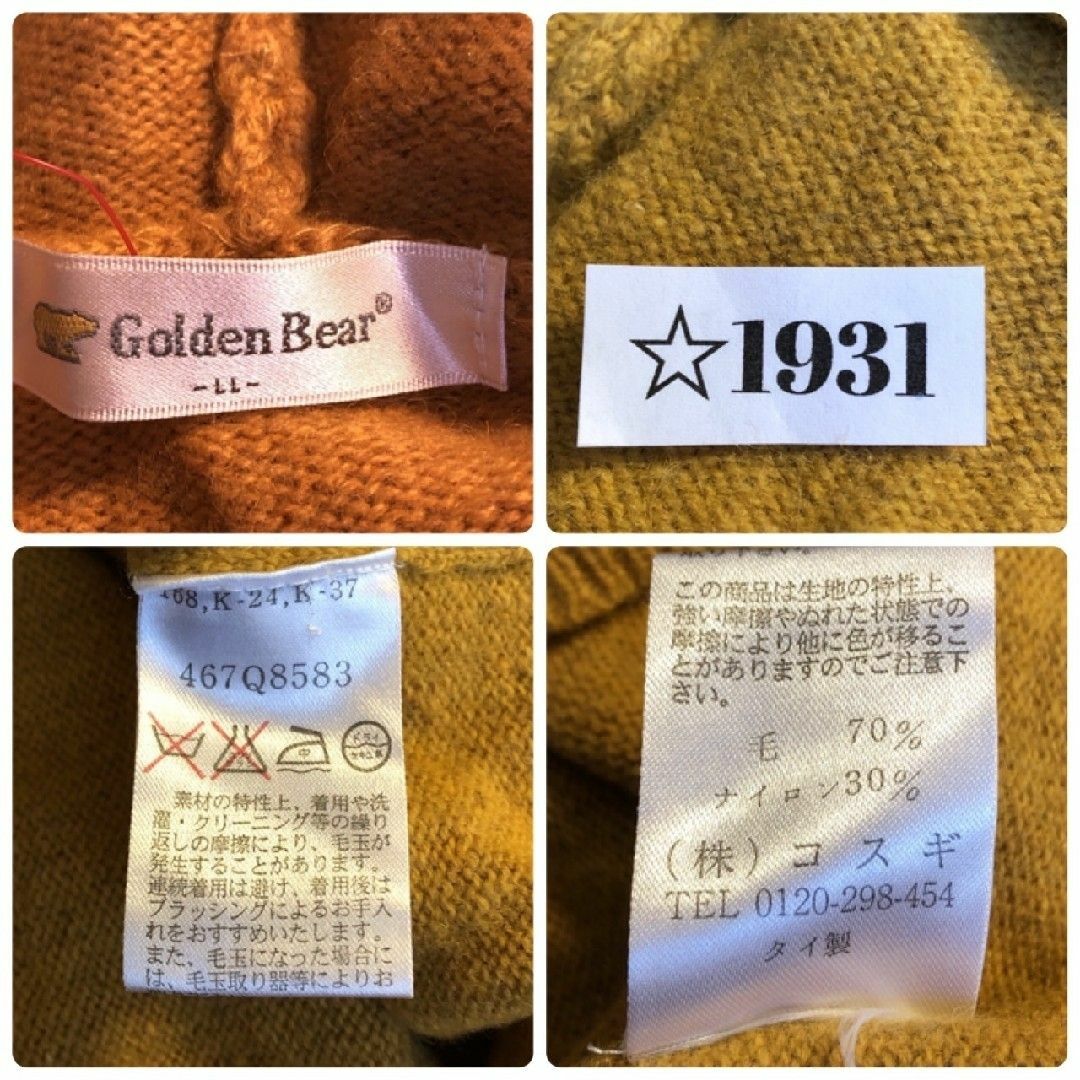 Golden Bear®
-LL-
☆1931
468,K-24,K-37
467Q8583
中
ドライ
セキユ系
素材の特性上、着用や洗
濯・クリーニング等の繰り
返しの摩擦により、毛玉が
発生することがあります。
連続着用は避け、着用後は
ブラッシングによるお手入
れをおすすめいたします。
また、毛玉になった場合に
は、毛玉取り器等によりお
この商品は生地の特性上、
強い摩擦やぬれた状態での
摩擦により他に色が移るこ
とがありますのでご注意下
さい。
毛 70%
ナイロン30%
(株)コスギ
TEL 0120-298-454
タイ製